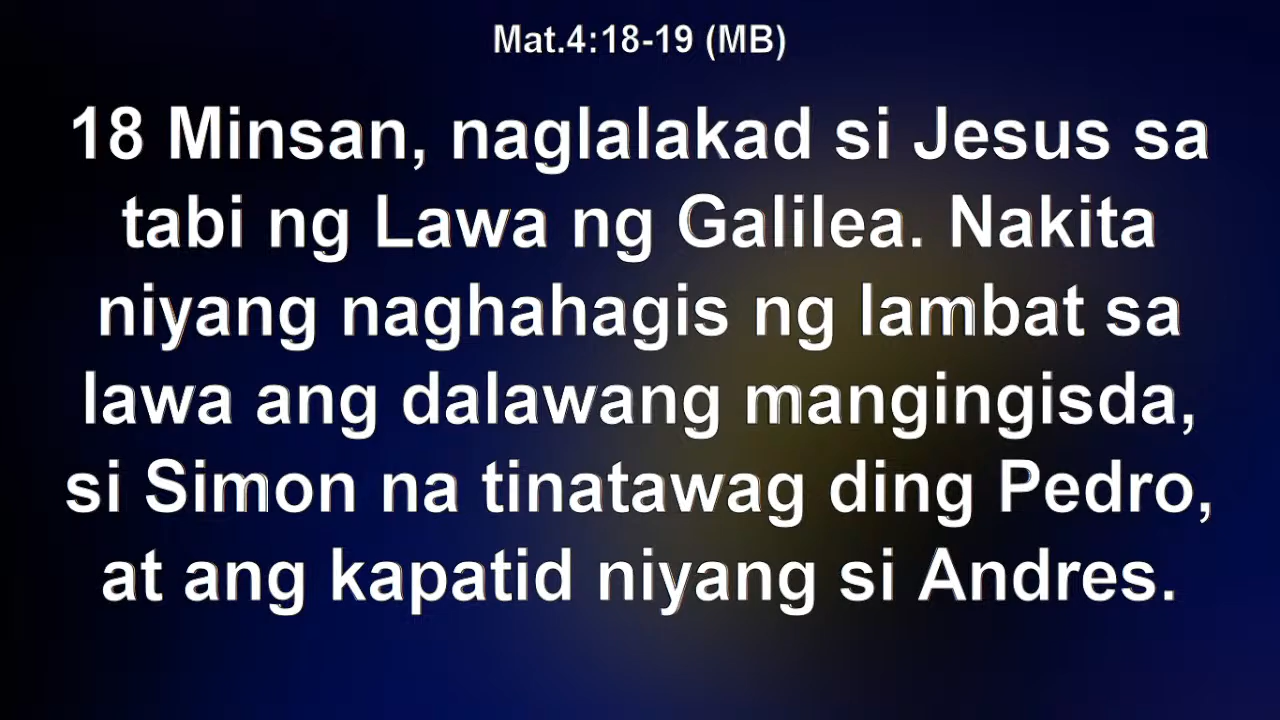 Mat.4:18-19 (MB)
18 Minsan, naglalakad si Jesus sa
tabi ng Lawa ng Galilea. Nakita
niyang naghahagis ng lambat sa
lawa ang dalawang mangingisda,
si Simon na tinatawag ding Pedro,
at ang kapatid niyang si Andres.